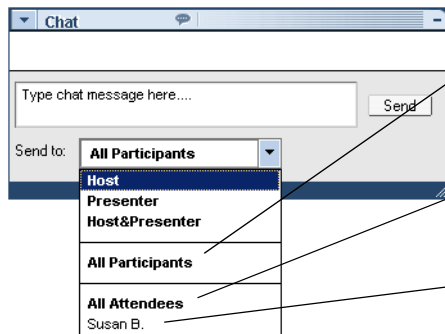 Chat
Type chat message here....
Send
Send to: All Participants
Host
Presenter
Host&Presenter
All Participants
All Attendees
Susan B.